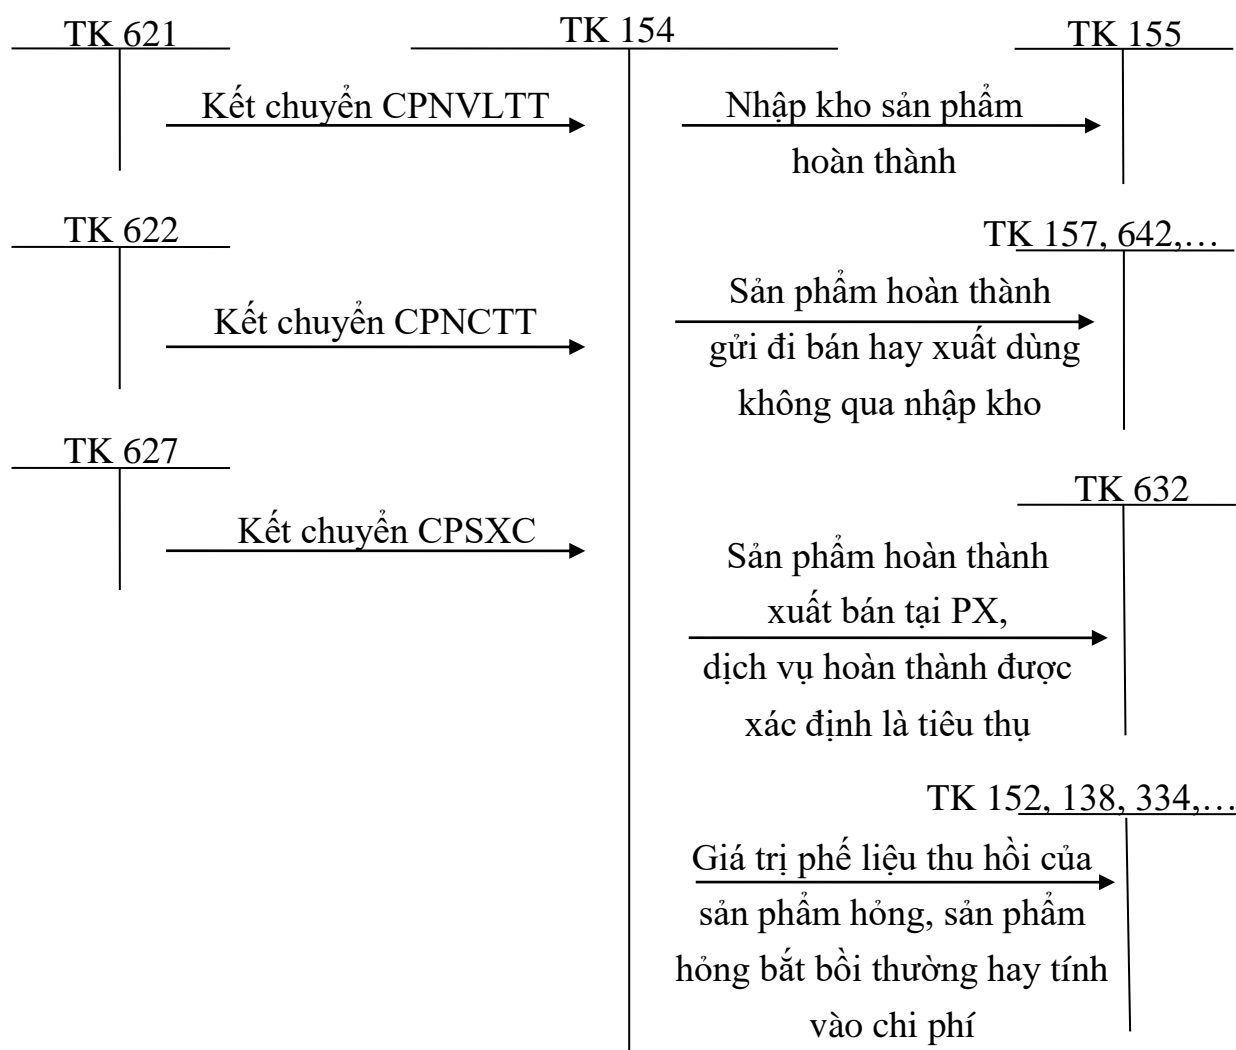 TK 621
TK 154
TK 155
Kết chuyển CPNVLTT
Nhập kho sản phẩm
hoàn thành
TK 622
TK 157, 642,…
Kết chuyển CPNCTT
Sản phẩm hoàn thành
gửi đi bán hay xuất dùng
không qua nhập kho
TK 627
TK 632
Kết chuyển CPSXC
Sản phẩm hoàn thành
xuất bán tại PX,
dịch vụ hoàn thành được
xác định là tiêu thụ
TK 152, 138, 334,…
Giá trị phế liệu thu hồi của
sản phẩm hỏng, sản phẩm
hỏng bắt bồi thường hay tính
vào chi phí